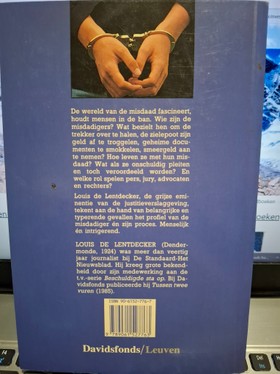 De wereld van de misdaad fascineert,
houdt mensen in de ban. Wie zijn de
misdadigers? Wat bezielt hen om de
trekker over te halen, de zielepoot zijn
geld af te troggelen, geheime docu-
menten te smokkelen, smeergeld aan
te nemen? Hoe leven ze met hun mis-
daad? Wat als ze onschuldig pleiten
en toch veroordeeld worden? En
welke rol spelen pers, jury, advocaten
en rechters?
Louis de Lentdecker, de grijze emi-
nentie van de justitieverslaggeving,
tekent aan de hand van belangrijke en
typerende gevallen het profiel van de
misdadiger en zijn proces. Menselijk
én intrigerend.
LOUIS DE LENTDECKER (Dender-
monde, 1924) was meer dan veertig
jaar journalist bij De Standaard-Het
Nieuwsblad. Hij kreeg grote bekend-
heid door zijn medewerking aan de
t.v.-serie Beschuldigde sta op. Bij Da-
vidsfonds publiceerde hij Tussen twee
vuren (1985).
Davidsfonds/Leuven